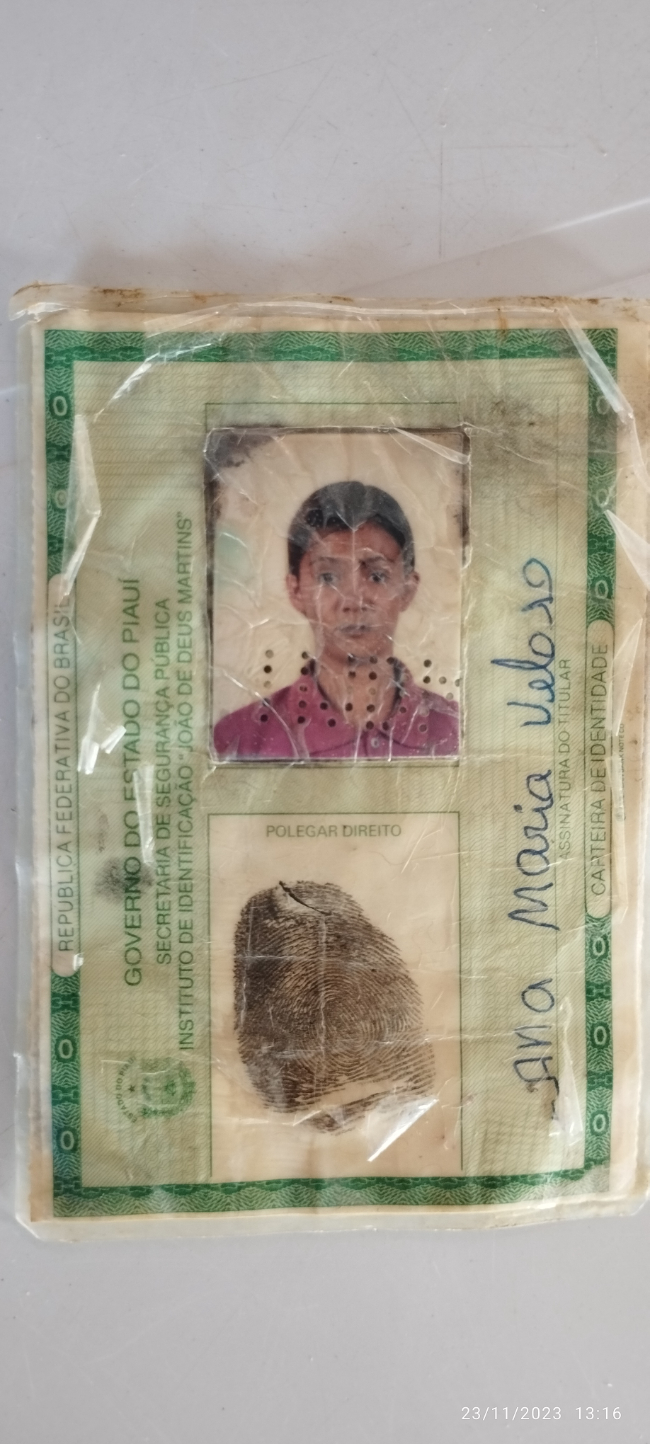 REPÚBLICA FEDERATIVA DO BRASIL
GOVERNO DO ESTADO DO PIAUÍ
SECRETARIA DE SEGURANÇA PÚBLICA
INSTITUTO DE IDENTIFICAÇÃO "JOÃO DE DEUS MARTINS"
POLEGAR DIREITO
Ana Maria Veloso
ASSINATURA DO TITULAR
CARTEIRA DE IDENTIDADE
23/11/2023 13:16